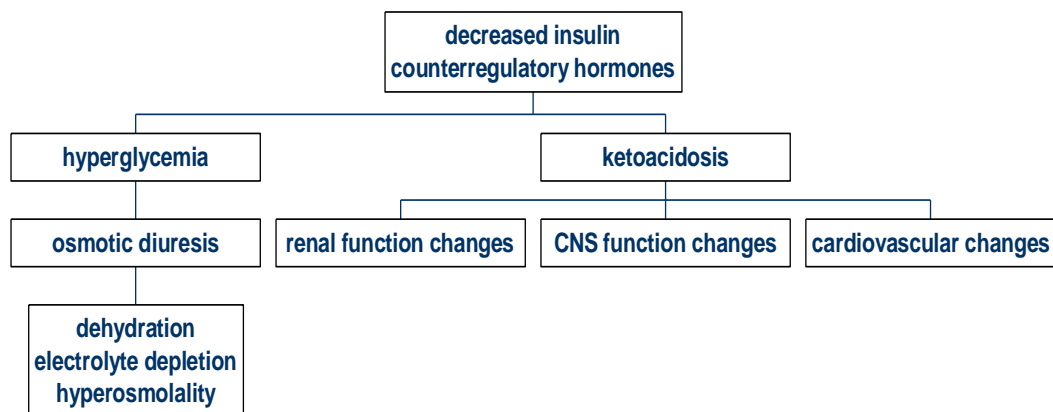 decreased insulin
counterregulatory hormones
hyperglycemia
ketoacidosis
osmotic diuresis
renal function changes
CNS function changes
cardiovascular changes
dehydration
electrolyte depletion
hyperosmolality